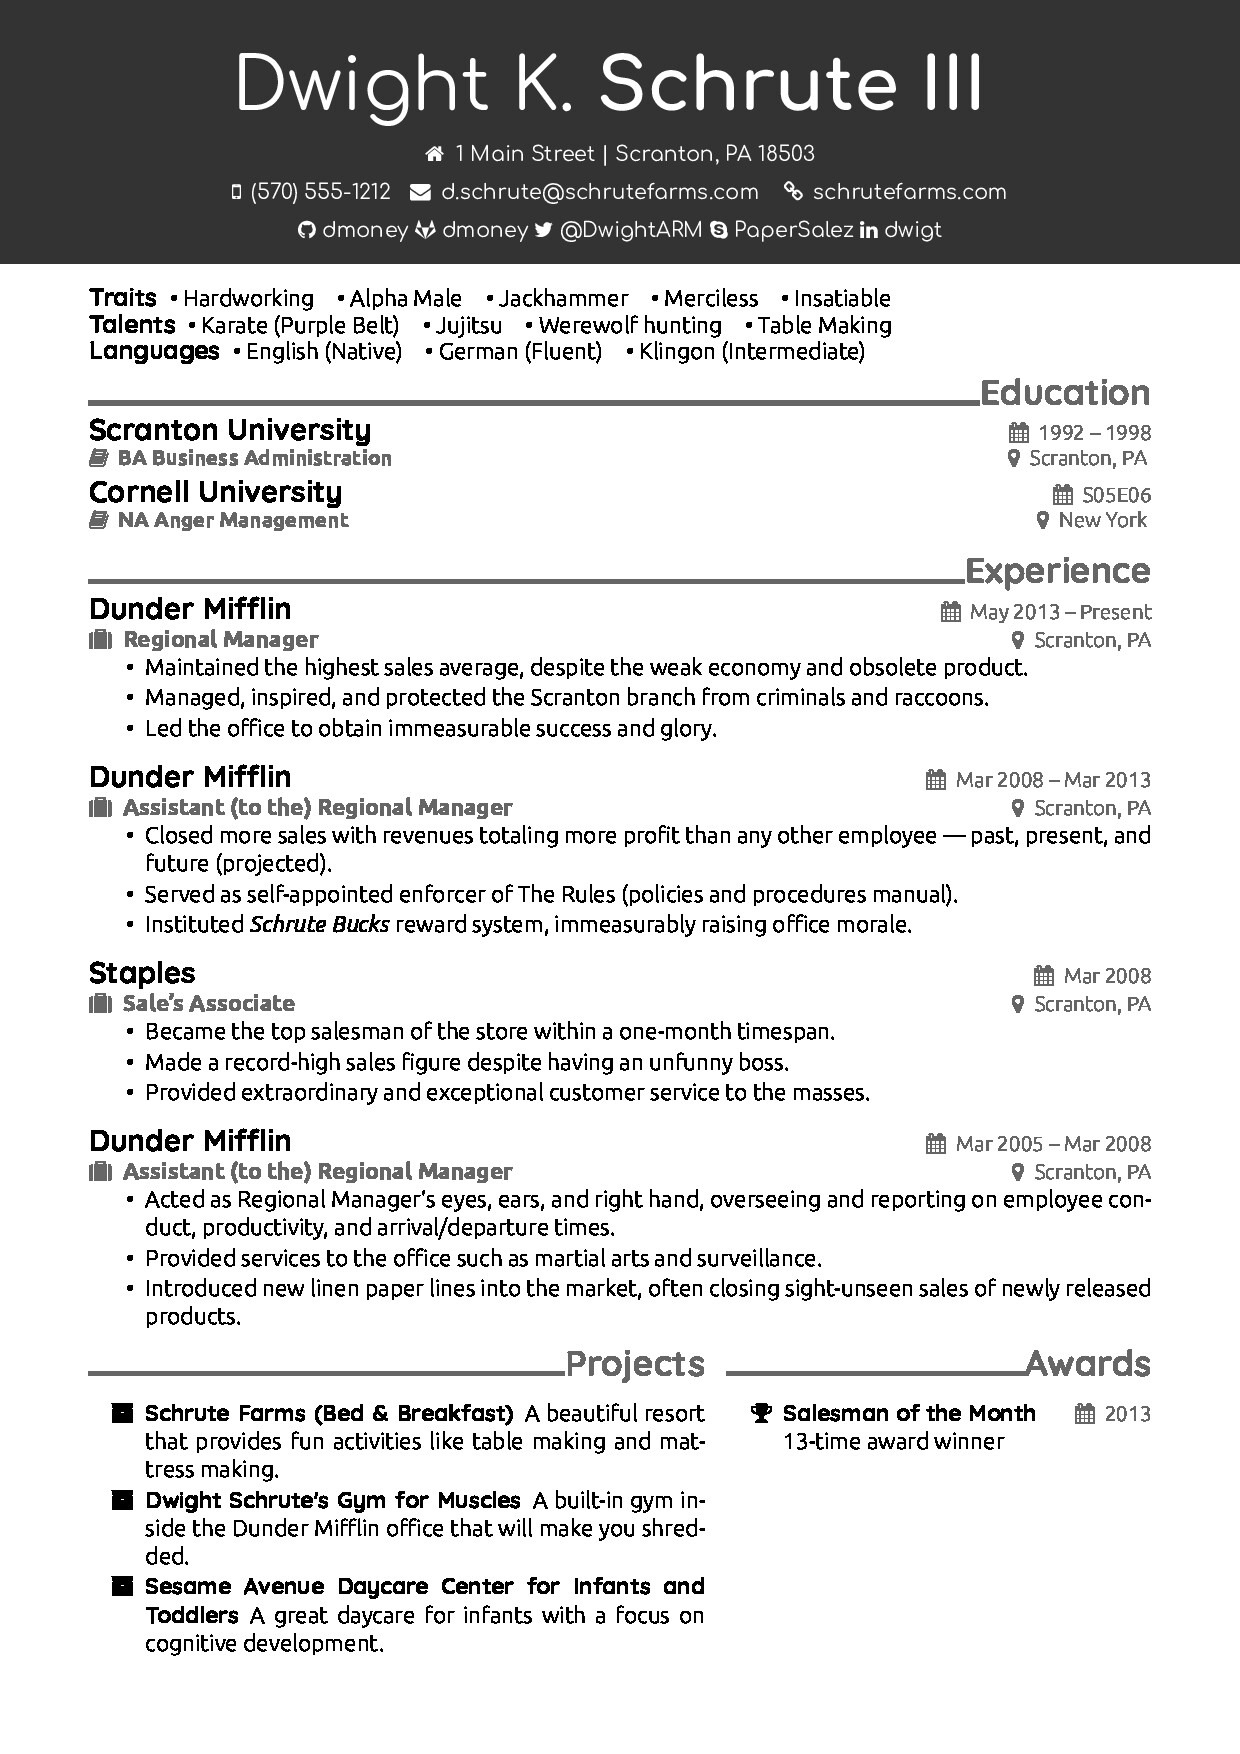 Dwight K. Schrute III
1 Main Street | Scranton, PA 18503
(570) 555-1212 d.schrute@schrutefarms.com schrutefarms.com
dmoney dmoney @DwightARM PaperSalez dwigt
Traits • Hardworking • Alpha Male • Jackhammer • Merciless • Insatiable
Talents • Karate (Purple Belt) • Jujitsu • Werewolf hunting • Table Making
Languages • English (Native) • German (Fluent) • Klingon (Intermediate)
Education
Scranton University 1992 – 1998
BA Business Administration Scranton, PA
Cornell University S05E06
NA Anger Management New York
Experience
Dunder Mifflin May 2013 – Present
Regional Manager Scranton, PA
• Maintained the highest sales average, despite the weak economy and obsolete product.
• Managed, inspired, and protected the Scranton branch from criminals and raccoons.
• Led the office to obtain immeasurable success and glory.
Dunder Mifflin Mar 2008 – Mar 2013
Assistant (to the) Regional Manager Scranton, PA
• Closed more sales with revenues totaling more profit than any other employee — past, present, and
future (projected).
• Served as self-appointed enforcer of The Rules (policies and procedures manual).
• Instituted Schrute Bucks reward system, immeasurably raising office morale.
Staples Mar 2008
Sale's Associate Scranton, PA
• Became the top salesman of the store within a one-month timespan.
• Made a record-high sales figure despite having an unfunny boss.
• Provided extraordinary and exceptional customer service to the masses.
Dunder Mifflin Mar 2005 – Mar 2008
Assistant (to the) Regional Manager Scranton, PA
• Acted as Regional Manager's eyes, ears, and right hand, overseeing and reporting on employee con-
duct, productivity, and arrival/departure times.
• Provided services to the office such as martial arts and surveillance.
• Introduced new linen paper lines into the market, often closing sight-unseen sales of newly released
products.
Projects
Schrute Farms (Bed & Breakfast) A beautiful resort
that provides fun activities like table making and mat-
tress making.
Dwight Schrute's Gym for Muscles A built-in gym in-
side the Dunder Mifflin office that will make you shred-
ded.
Sesame Avenue Daycare Center for Infants and
Toddlers A great daycare for infants with a focus on
cognitive development.
Awards
Salesman of the Month 2013
13-time award winner